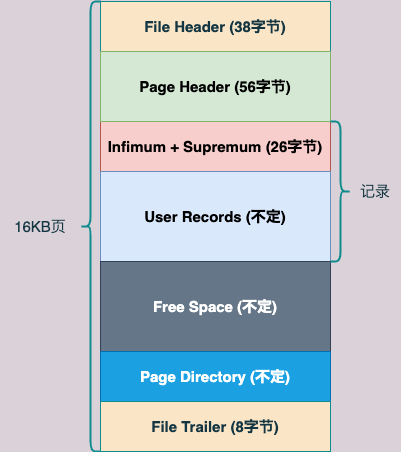 File Header (38字节)
Page Header (56字节)
Infimum + Supremum (26字节)
记录
User Records (不定)
16KB页
Free Space (不定)
Page Directory (不定)
File Trailer (8字节)